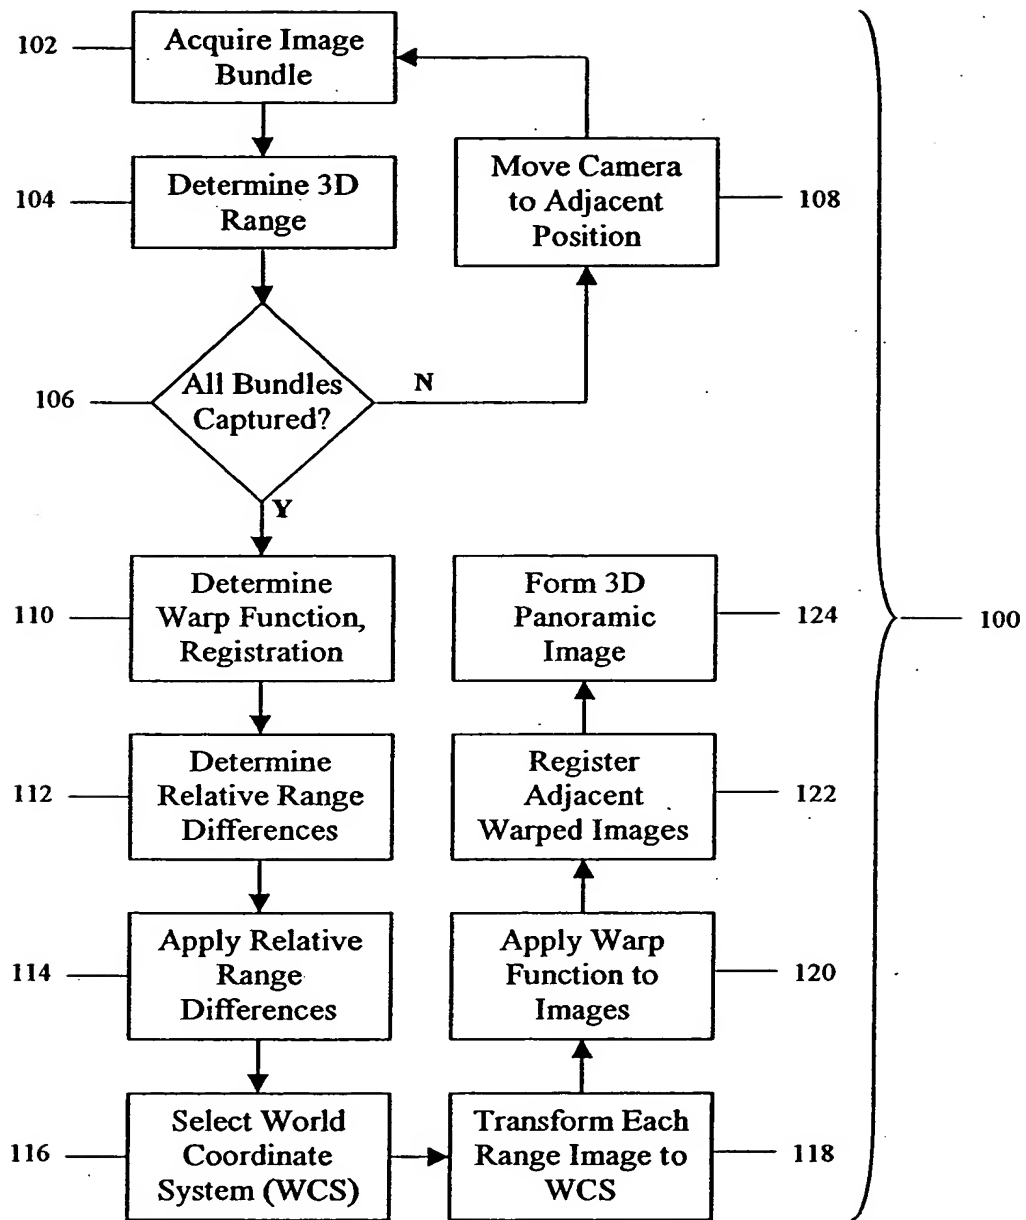 102
Acquire Image
Bundle
104
Determine 3D
Range
Move Camera
to Adjacent
Position
108
106
All Bundles
Captured?
N
Y
110
Determine
Warp Function,
Registration
Form 3D
Panoramic
Image
124
100
112
Determine
Relative Range
Differences
Register
Adjacent
Warped Images
122
114
Apply Relative
Range
Differences
Apply Warp
Function to
Images
120
116
Select World
Coordinate
System (WCS)
Transform Each
Range Image to
WCS
118